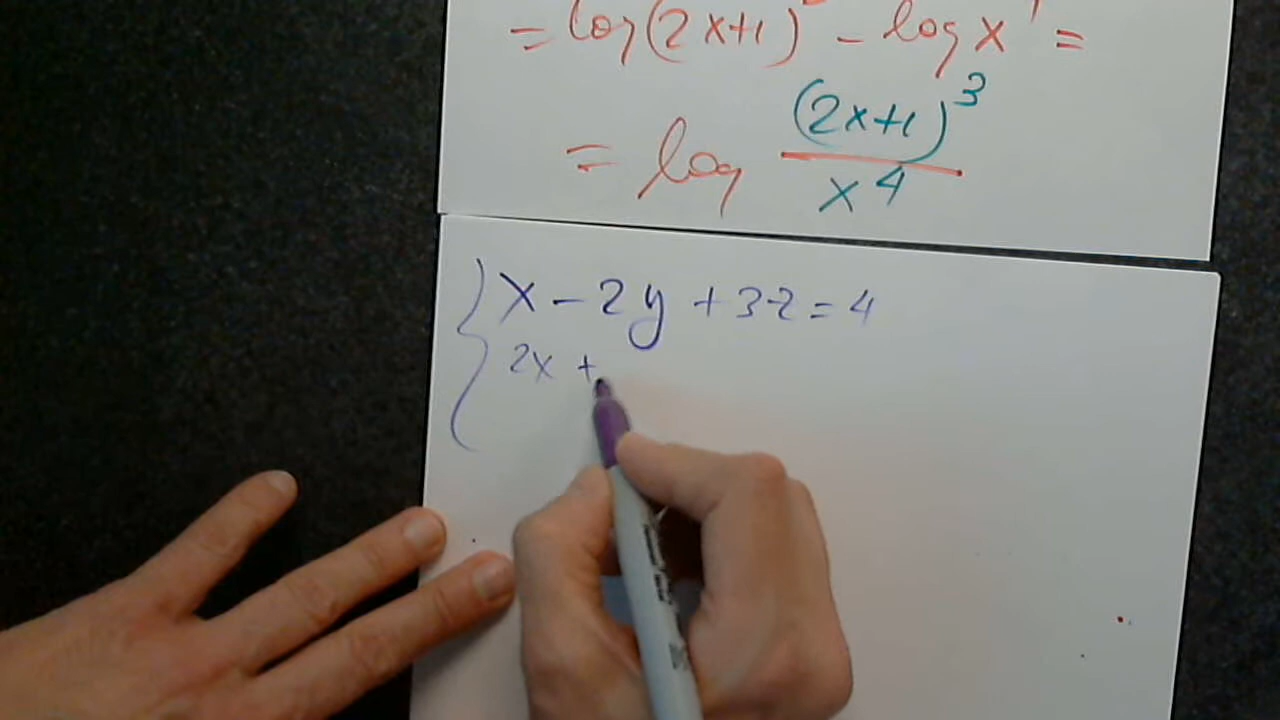 = log(2x+1) - log x =
= log (2x+1)³ / x⁴
x - 2y + 3z = 4
2x +